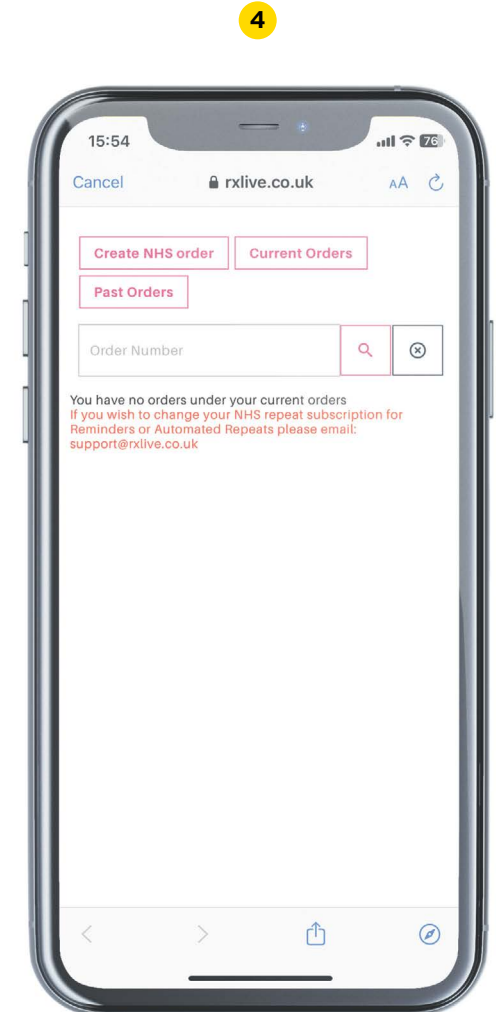 4
15:54
76
Cancel
rxlive.co.uk
AA
Create NHS order
Current Orders
Past Orders
Order Number
You have no orders under your current orders
If you wish to change your NHS repeat subscription for
Reminders or Automated Repeats please email:
support@rxlive.co.uk